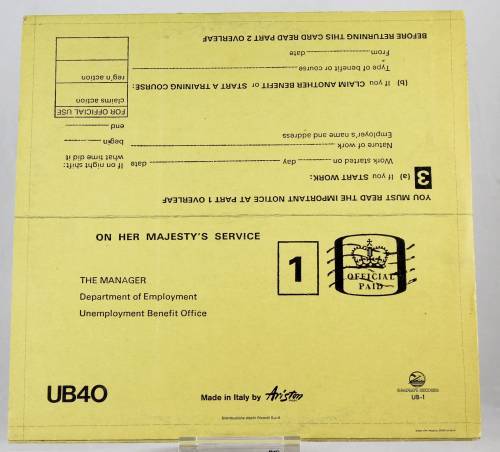 YOU MUST READ THE IMPORTANT NOTICE AT PART 1 OVERLEAF
3 (a) If you START WORK:
Work started on day date
Nature of work
Employer's name and address
If on night shift:
what time did it
begin
end
(b) If you CLAIM ANOTHER BENEFIT or START A TRAINING COURSE:
Type of benefit or course
From date
BEFORE RETURNING THIS CARD READ PART 2 OVERLEAF
FOR OFFICIAL USE
claims action
reg'n action
ON HER MAJESTY'S SERVICE
1
OFFICIAL
PAID
THE MANAGER
Department of Employment
Unemployment Benefit Office
UB40
Made in Italy by Ariston
UB-1